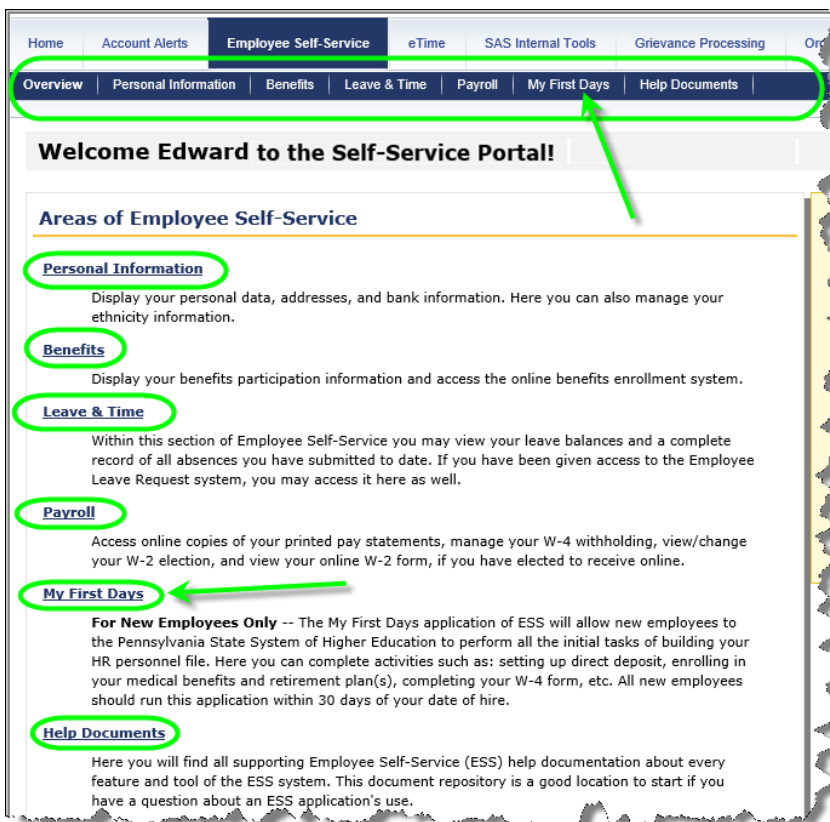 Home Account Alerts Employee Self-Service eTime SAS Internal Tools Grievance Processing
Overview Personal Information Benefits Leave & Time Payroll My First Days Help Documents
Welcome Edward to the Self-Service Portal!
Areas of Employee Self-Service
Personal Information
Display your personal data, addresses, and bank information. Here you can also manage your
ethnicity information.
Benefits
Display your benefits participation information and access the online benefits enrollment system.
Leave & Time
Within this section of Employee Self-Service you may view your leave balances and a complete
record of all absences you have submitted to date. If you have been given access to the Employee
Leave Request system, you may access it here as well.
Payroll
Access online copies of your printed pay statements, manage your W-4 withholding, view/change
your W-2 election, and view your online W-2 form, if you have elected to receive online.
My First Days
For New Employees Only -- The My First Days application of ESS will allow new employees to
the Pennsylvania State System of Higher Education to perform all the initial tasks of building your
HR personnel file. Here you can complete activities such as: setting up direct deposit, enrolling in
your medical benefits and retirement plan(s), completing your W-4 form, etc. All new employees
should run this application within 30 days of your date of hire.
Help Documents
Here you will find all supporting Employee Self-Service (ESS) help documentation about every
feature and tool of the ESS system. This document repository is a good location to start if you
have a question about an ESS application's use.